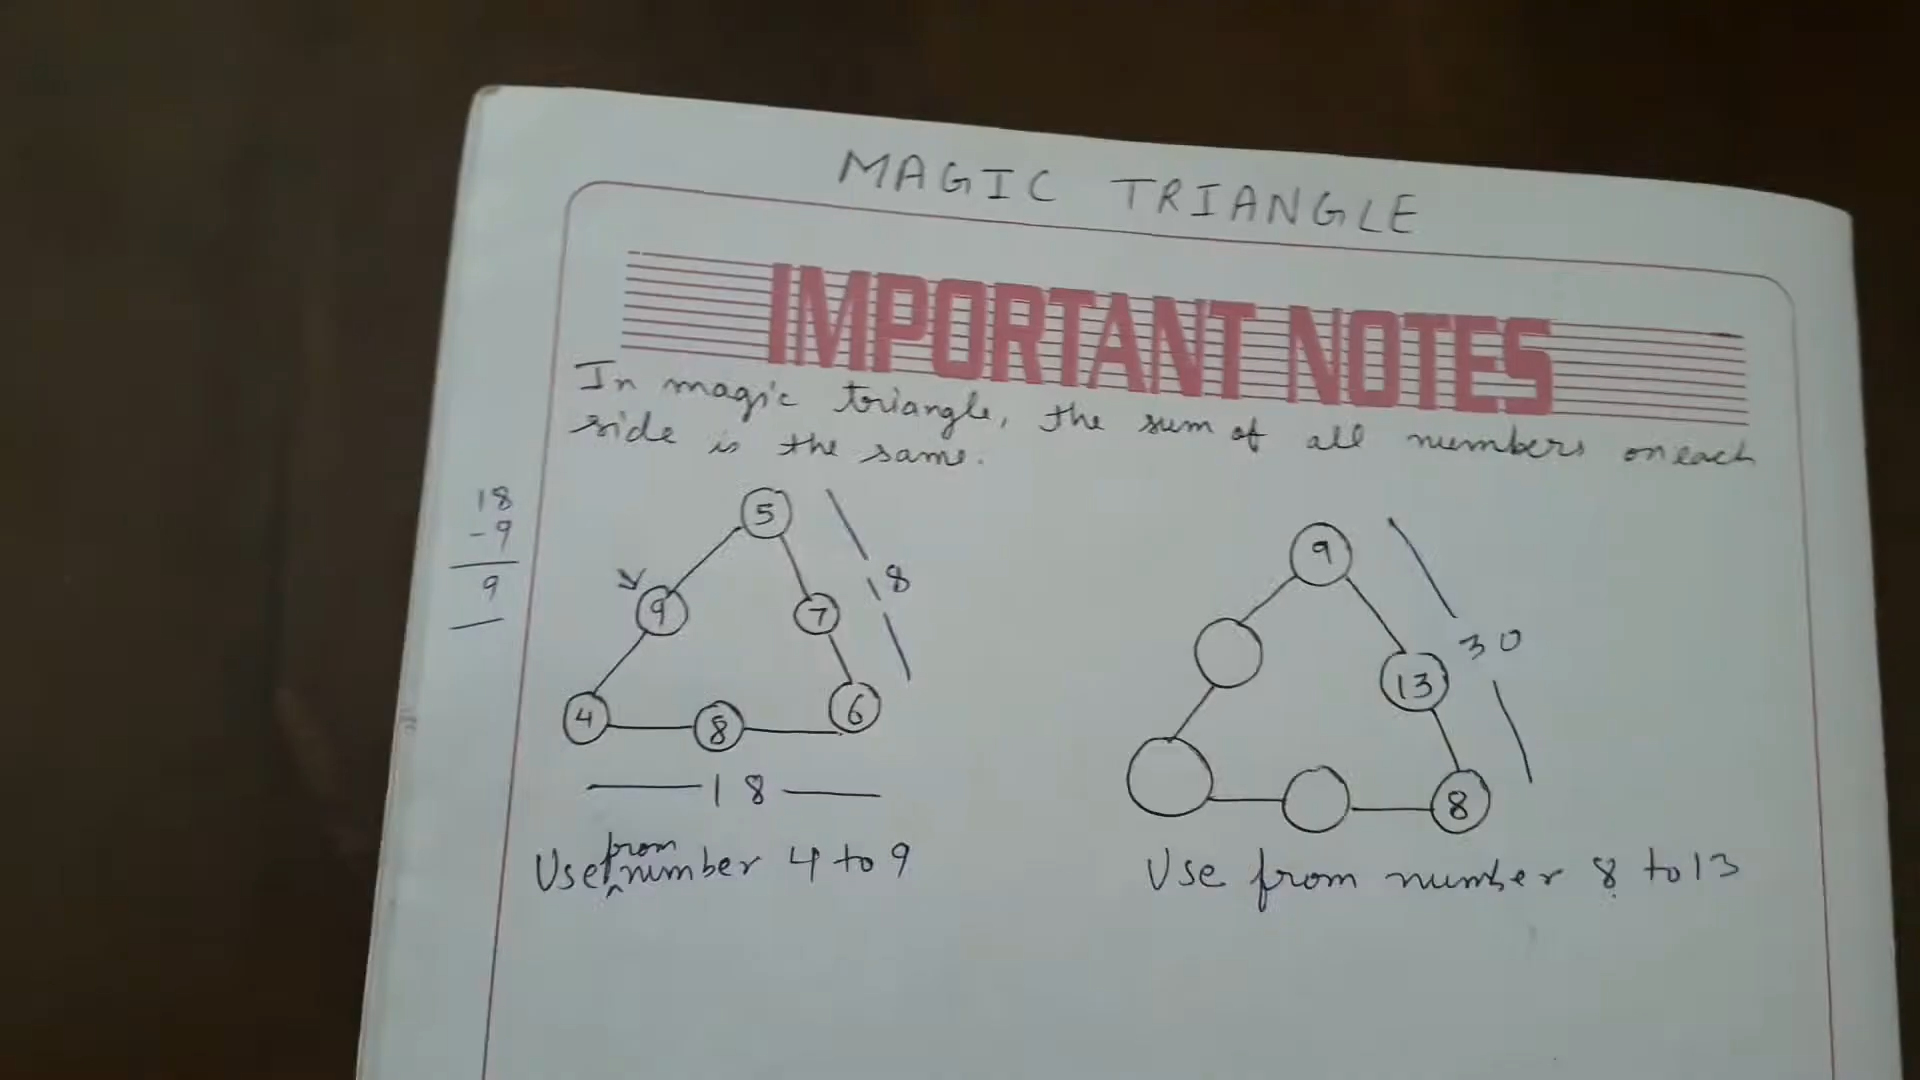 MAGIC TRIANGLE
IMPORTANT NOTES
In magic triangle, the sum of all numbers on each
side is the same.
18
-9
9
5
9
7
18
4
8
6
18
Use from number 4 to 9
9
13
30
8
Use from number 8 to 13